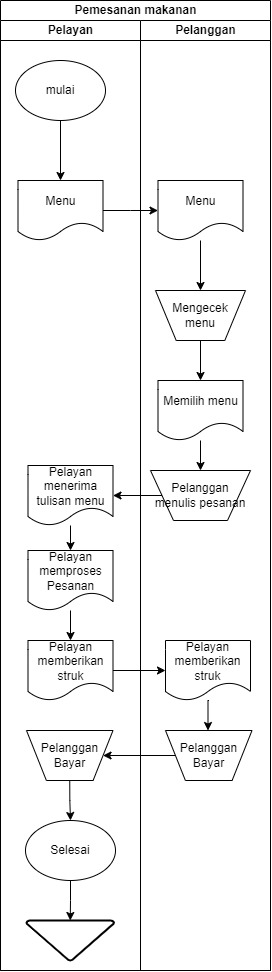 Pemesanan makanan
Pelayan
Pelanggan
mulai
Menu
Menu
Mengecek
menu
Memilih menu
Pelanggan
menulis pesanan
Pelayan
menerima
tulisan menu
Pelayan
memproses
Pesanan
Pelayan
memberikan
struk
Pelayan
memberikan
struk
Pelanggan
Bayar
Pelanggan
Bayar
Selesai